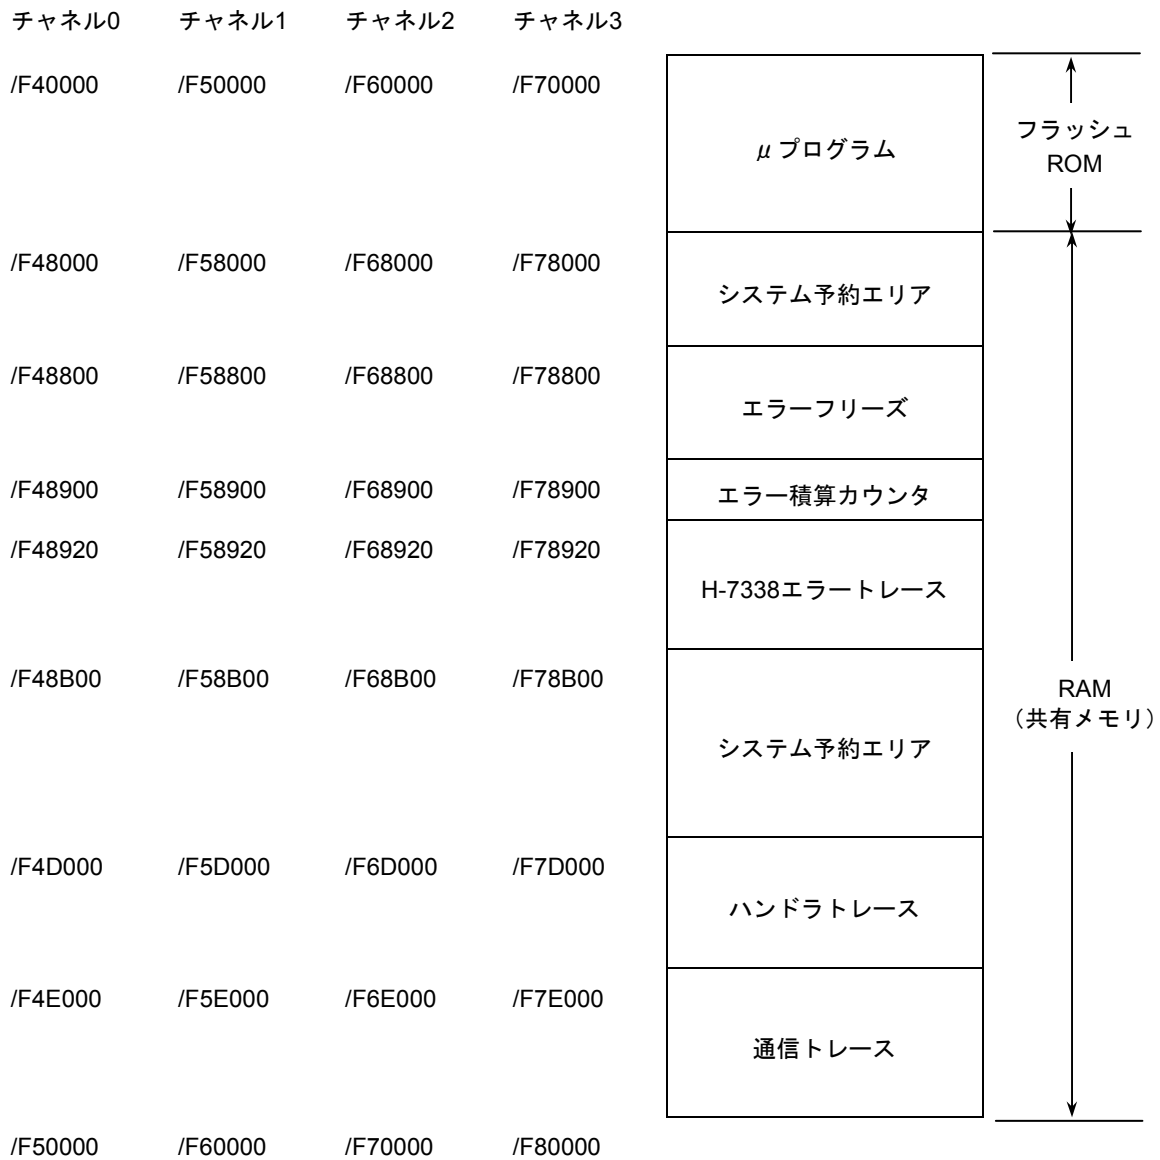 チャネル0 チャネル1 チャネル2 チャネル3
/F40000 /F50000 /F60000 /F70000
μプログラム
フラッシュ
ROM
/F48000 /F58000 /F68000 /F78000
システム予約エリア
/F48800 /F58800 /F68800 /F78800
エラーフリーズ
/F48900 /F58900 /F68900 /F78900
エラー積算カウンタ
/F48920 /F58920 /F68920 /F78920
H-7338エラートレース
/F48B00 /F58B00 /F68B00 /F78B00
システム予約エリア
RAM
（共有メモリ）
/F4D000 /F5D000 /F6D000 /F7D000
ハンドラトレース
/F4E000 /F5E000 /F6E000 /F7E000
通信トレース
/F50000 /F60000 /F70000 /F80000